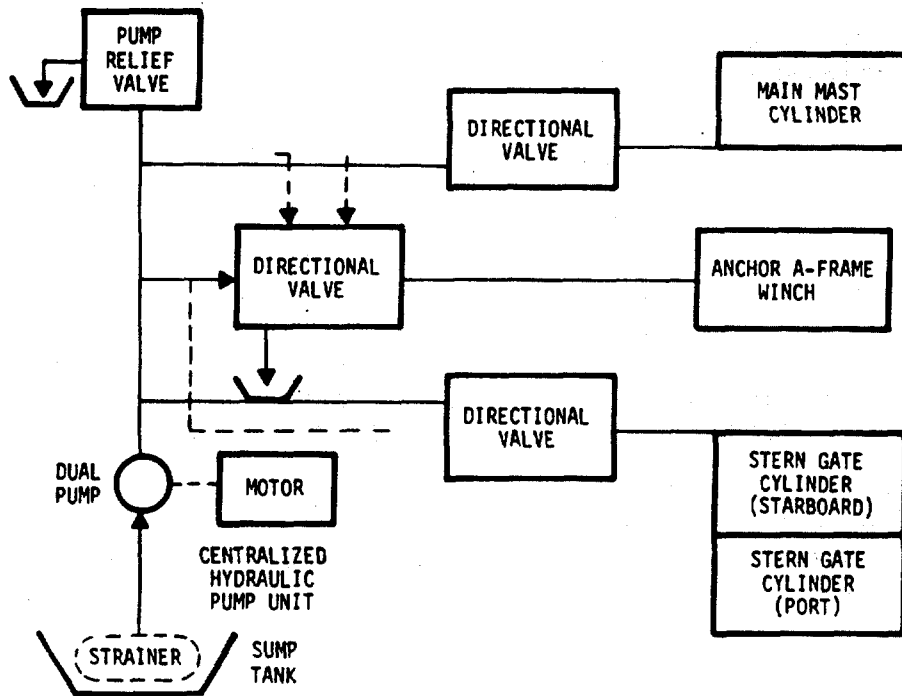 PUMP
RELIEF
VALVE
DIRECTIONAL
VALVE
MAIN MAST
CYLINDER
DIRECTIONAL
VALVE
ANCHOR A-FRAME
WINCH
DIRECTIONAL
VALVE
DUAL
PUMP
MOTOR
STERN GATE
CYLINDER
(STARBOARD)
CENTRALIZED
HYDRAULIC
PUMP UNIT
STERN GATE
CYLINDER
(PORT)
STRAINER
SUMP
TANK